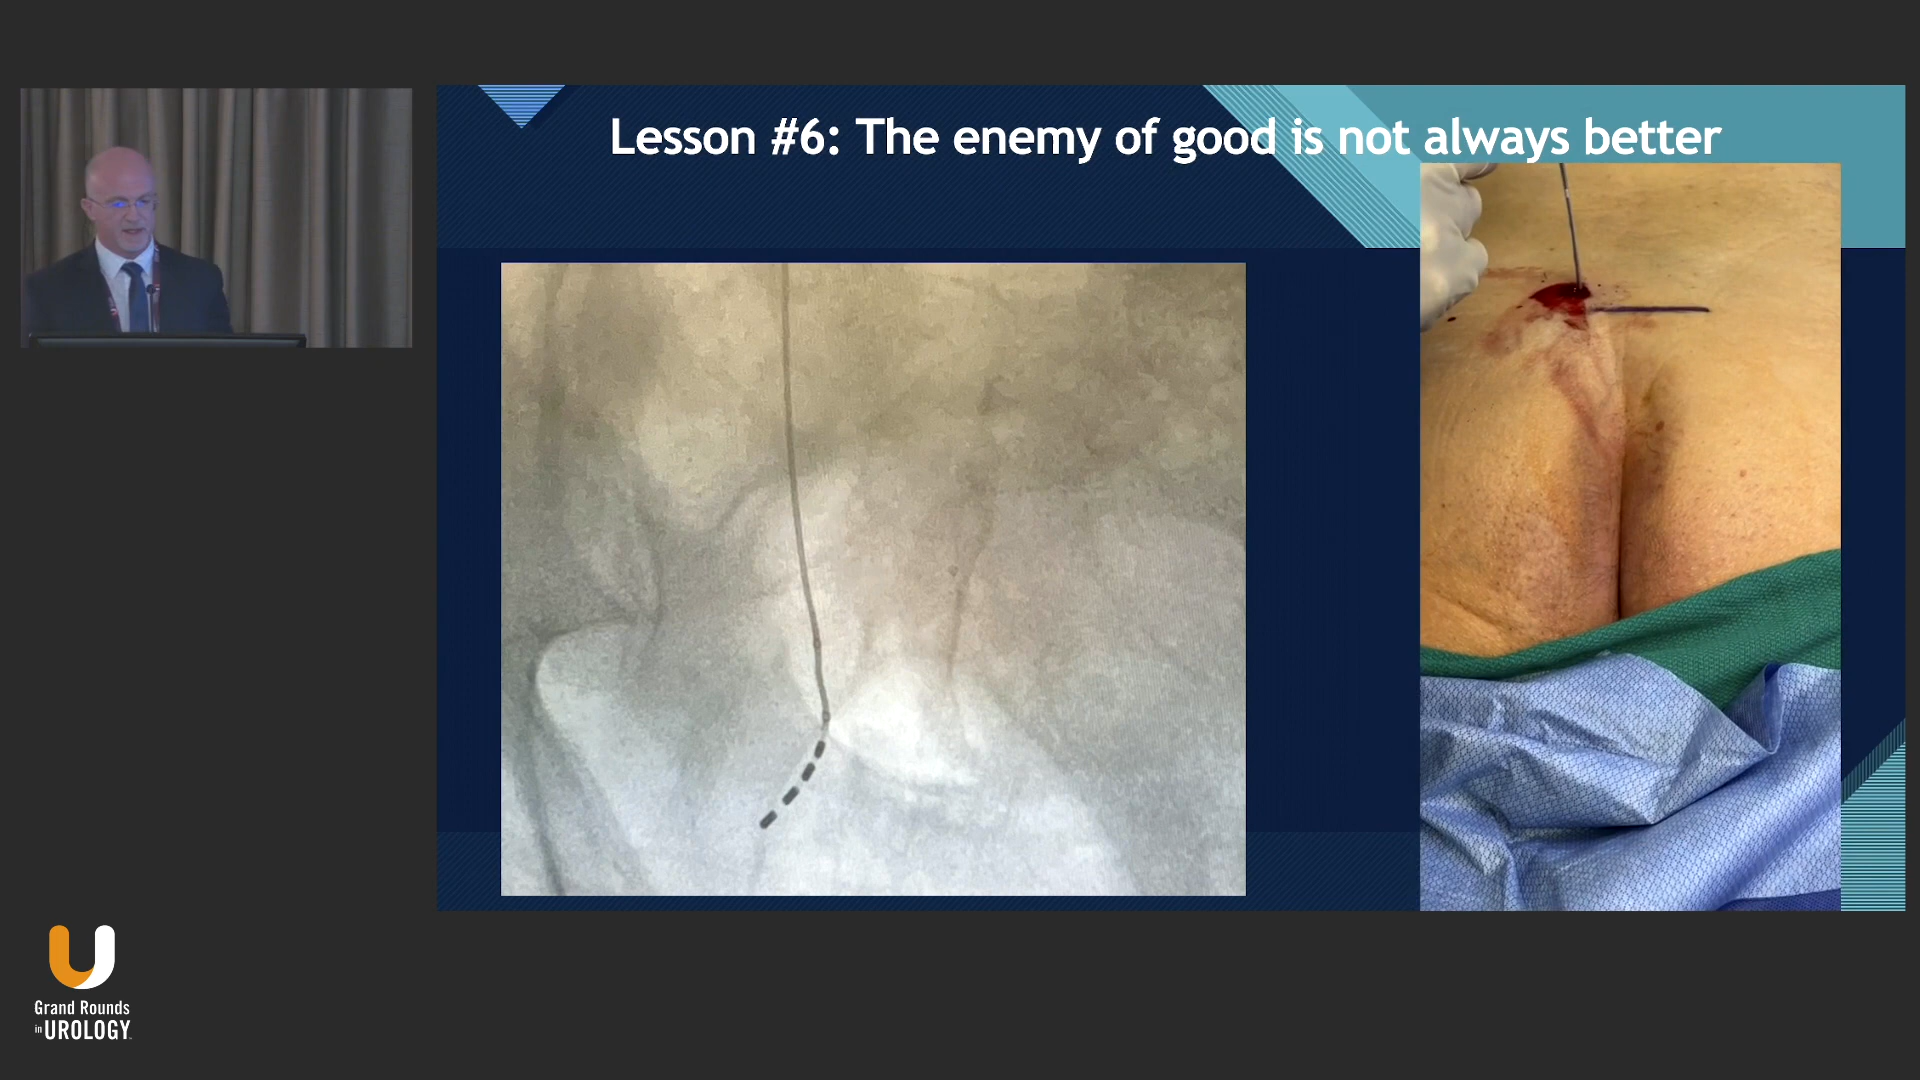 Lesson #6: The enemy of good is not always better
Grand Rounds
in UROLOGY